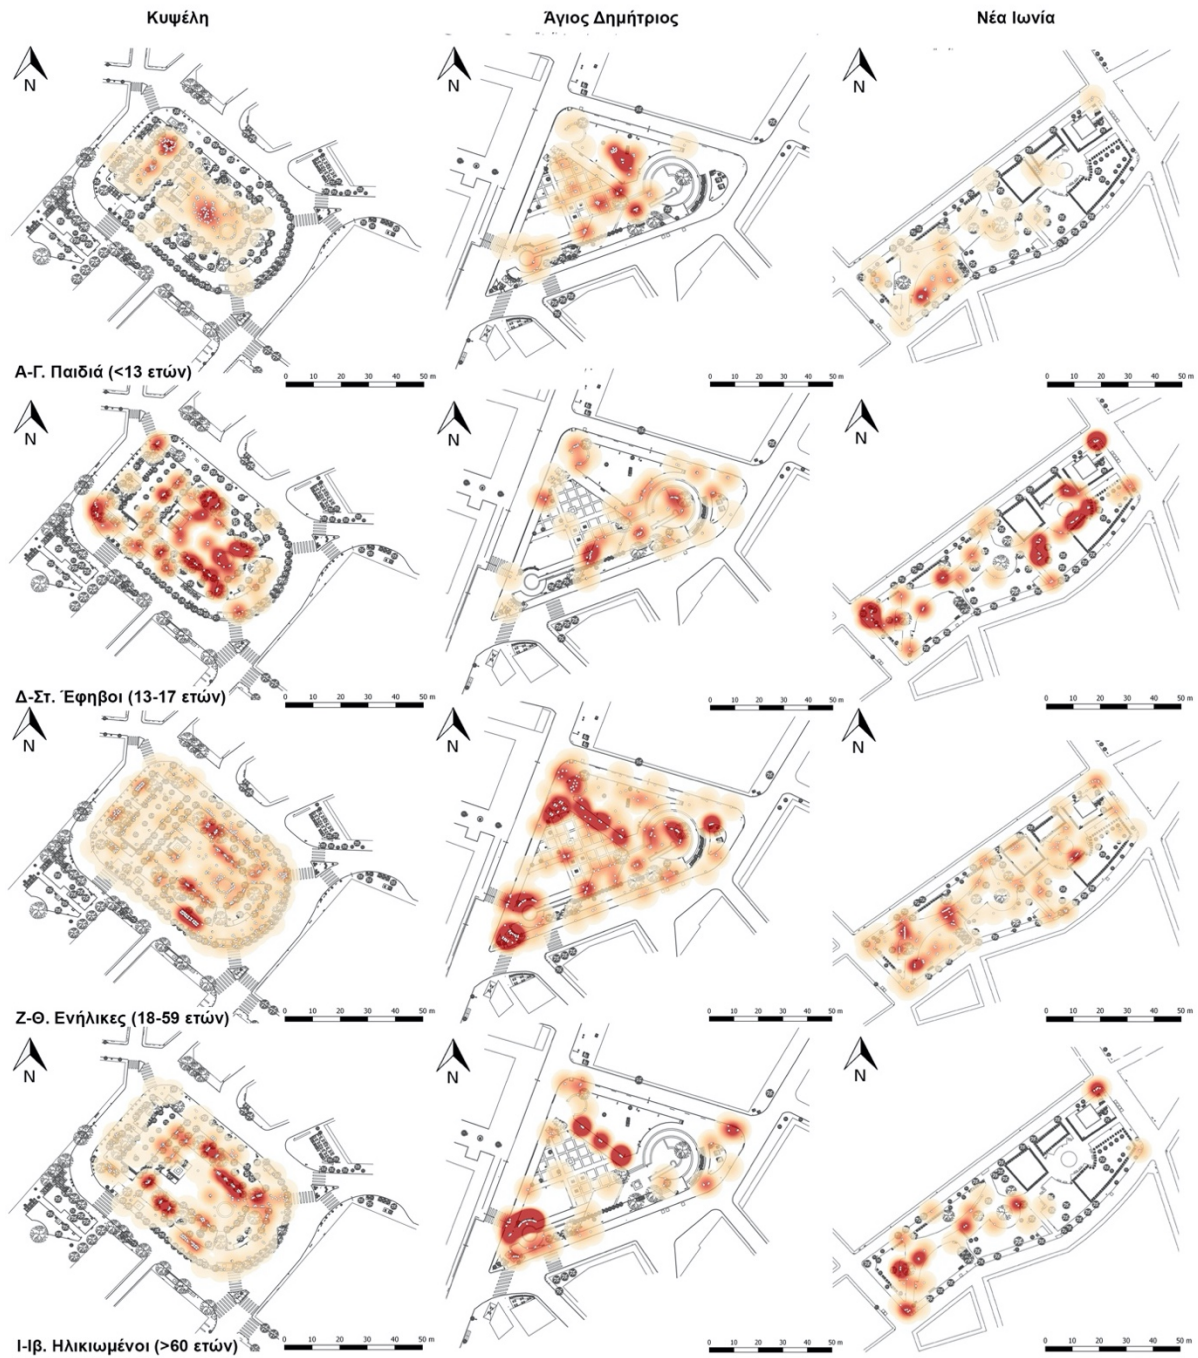 Κυψέλη Άγιος Δημήτριος Νέα Ιωνία
N N N
Α-Γ. Παιδιά (<13 ετών)
0 10 20 30 40 50 m 0 10 20 30 40 50 m 0 10 20 30 40 50 m
N N N
Δ-Στ. Έφηβοι (13-17 ετών)
0 10 20 30 40 50 m 0 10 20 30 40 50 m 0 10 20 30 40 50 m
N N N
Ζ-Θ. Ενήλικες (18-59 ετών)
0 10 20 30 40 50 m 0 10 20 30 40 50 m 0 10 20 30 40 50 m
N N N
Ι-Ιβ. Ηλικιωμένοι (>60 ετών)
0 10 20 30 40 50 m 0 10 20 30 40 50 m 0 10 20 30 40 50 m